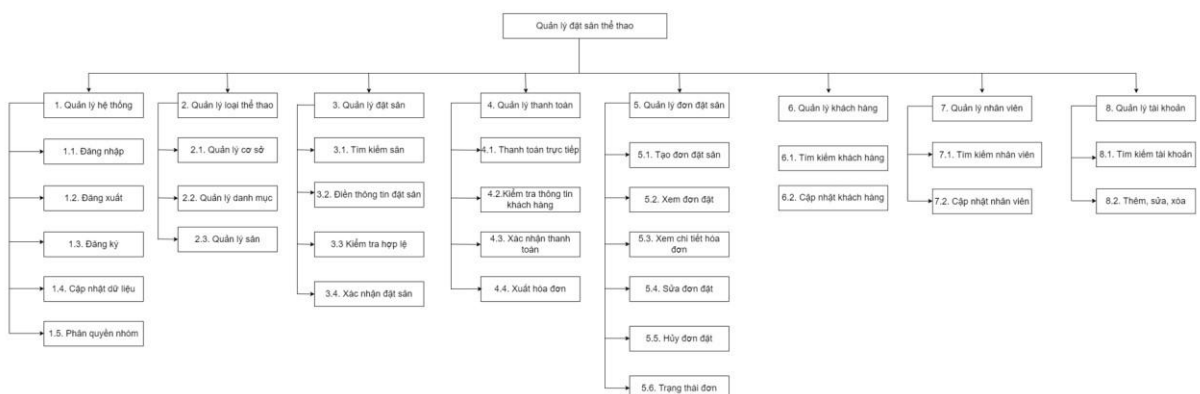 Quản lý đặt sân thể thao
1. Quản lý hệ thống
1.1. Đăng nhập
1.2. Đăng xuất
1.3. Đăng ký
1.4. Cập nhật dữ liệu
1.5. Phân quyền nhóm
2. Quản lý loại thể thao
2.1. Quản lý cơ sở
2.2. Quản lý danh mục
2.3. Quản lý sân
3. Quản lý đặt sân
3.1. Tìm kiếm sân
3.2. Điền thông tin đặt sân
3.3 Kiểm tra hợp lệ
3.4. Xác nhận đặt sân
4. Quản lý thanh toán
4.1. Thanh toán trực tiếp
4.2.Kiểm tra thông tin
khách hàng
4.3. Xác nhận thanh
toán
4.4. Xuất hóa đơn
5. Quản lý đơn đặt sân
5.1. Tạo đơn đặt sân
5.2. Xem đơn đặt
5.3. Xem chi tiết hóa
đơn
5.4. Sửa đơn đặt
5.5. Hủy đơn đặt
5.6. Trạng thái đơn
6. Quản lý khách hàng
6.1. Tìm kiếm khách hàng
6.2. Cập nhật khách hàng
7. Quản lý nhân viên
7.1. Tìm kiếm nhân viên
7.2. Cập nhật nhân viên
8. Quản lý tài khoản
8.1. Tìm kiếm tài khoản
8.2. Thêm, sửa, xóa